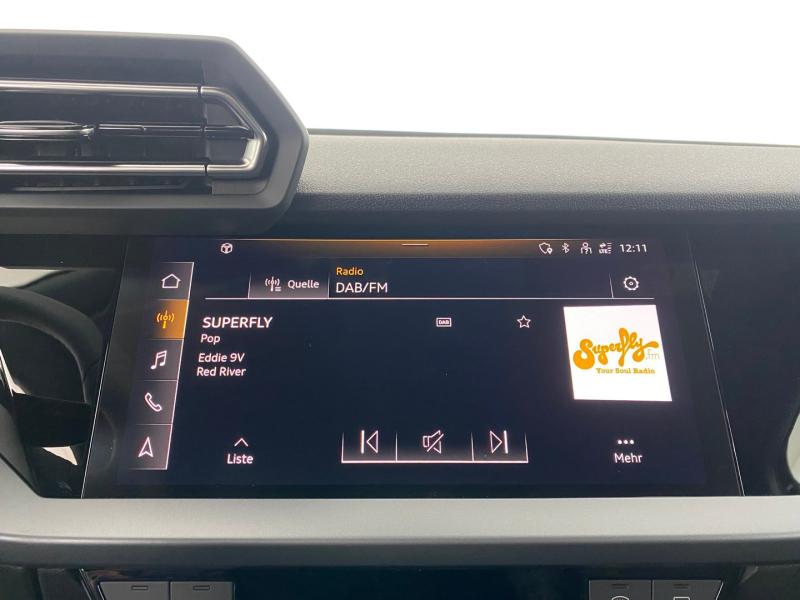 12:11
Radio
Quelle
DAB/FM
SUPERFLY
DAB
Pop
Eddie 9V
Red River
Superfly.fm
Your Soul Radio
Liste
Mehr